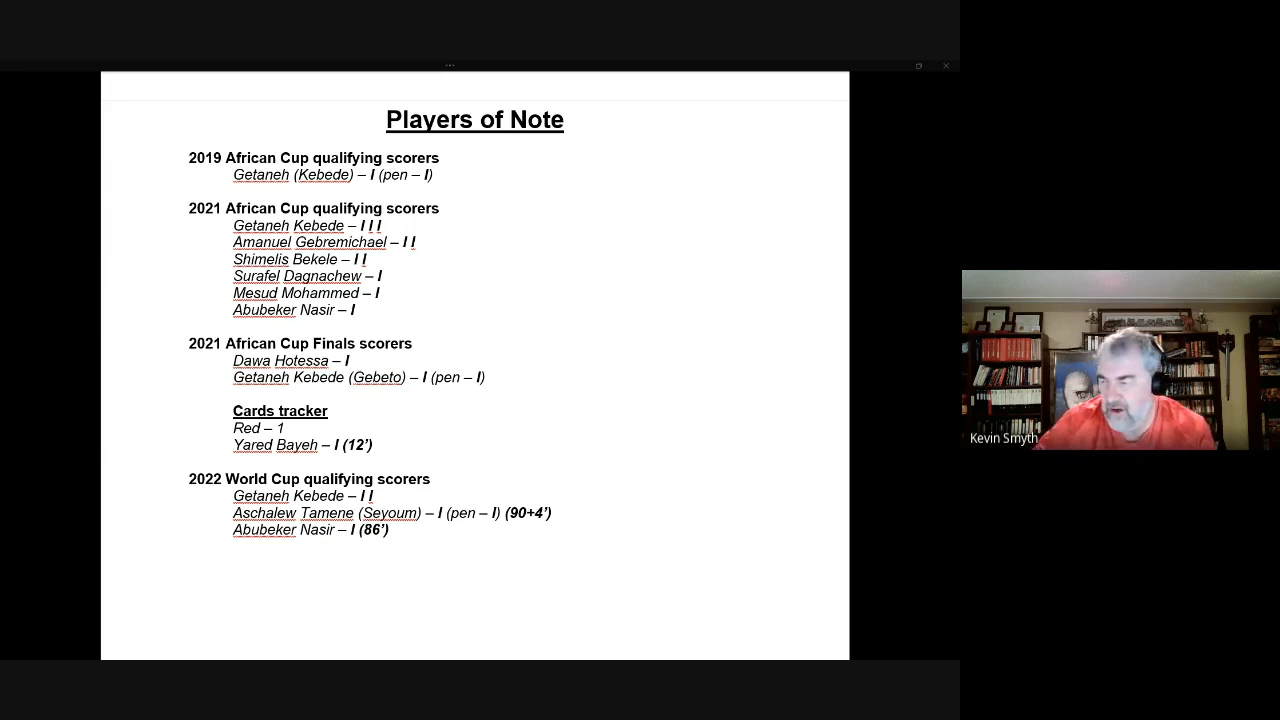 Players of Note
2019 African Cup qualifying scorers
Getaneh (Kebede) – I (pen – I)
2021 African Cup qualifying scorers
Getaneh Kebede – I I I
Amanuel Gebremichael – I I
Shimelis Bekele – I I
Surafel Dagnachew – I
Mesud Mohammed – I
Abubeker Nasir – I
2021 African Cup Finals scorers
Dawa Hotessa – I
Getaneh Kebede (Gebeto) – I (pen – I)
Cards tracker
Red – 1
Yared Bayeh – I (12’)
2022 World Cup qualifying scorers
Getaneh Kebede – I I
Aschalew Tamene (Seyoum) – I (pen – I) (90+4’)
Abubeker Nasir – I (86’)
Kevin Smyth